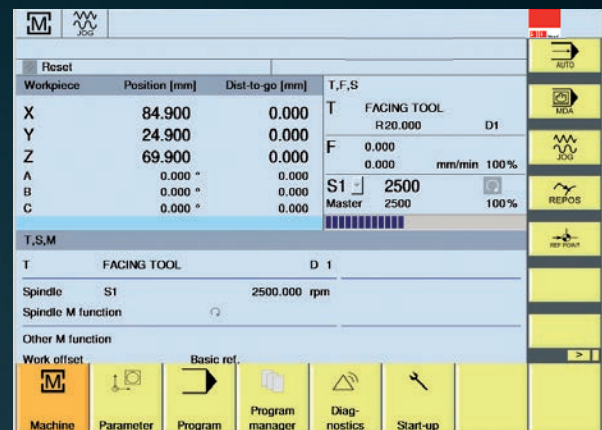 M JOG
AUTO
Reset
Workpiece Position [mm] Dist-to-go [mm] T,F,S
MDA
X 84.900 0.000 T FACING TOOL
R20.000 D1
Y 24.900 0.000
JOG
Z 69.900 0.000 F 0.000
0.000 mm/min 100%
A 0.000 ° 0.000
B 0.000 ° 0.000 S1 2500
C 0.000 ° 0.000 Master 2500 100%
REPOS
T,S,M
REF POINT
T FACING TOOL D 1
Spindle S1 2500.000 rpm
Spindle M function
Other M function
Work offset Basic ref.
>
M
Machine Parameter Program Program manager Diag-nostics Start-up